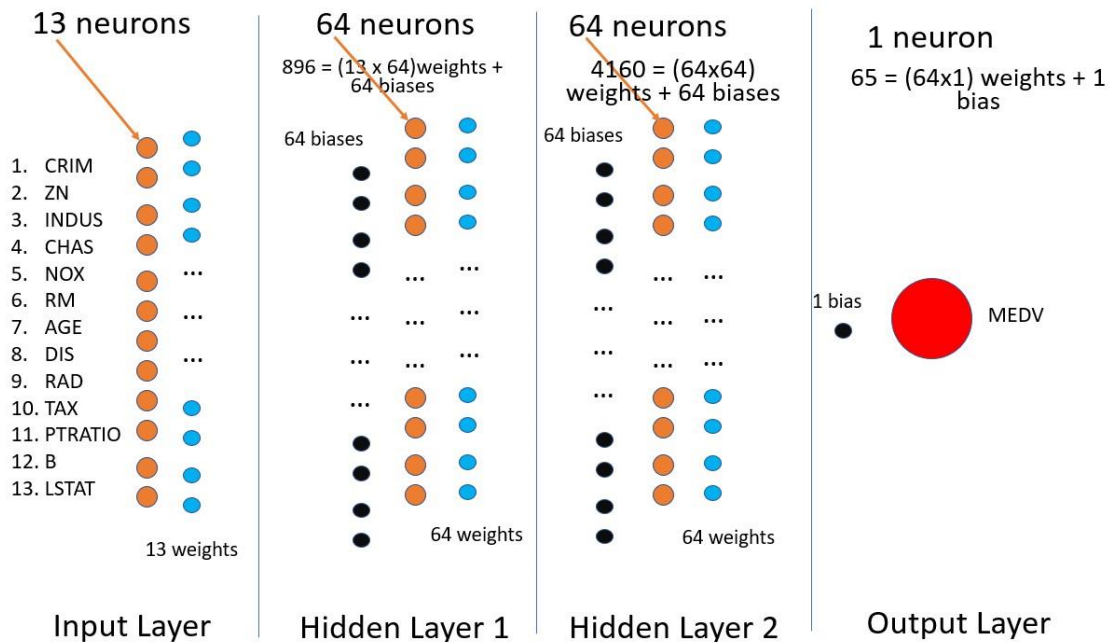 13 neurons
1. CRIM
2. ZN
3. INDUS
4. CHAS
5. NOX
6. RM
7. AGE
8. DIS
9. RAD
10. TAX
11. PTRATIO
12. B
13. LSTAT
...
...
...
13 weights
Input Layer
64 neurons
896 = (13 x 64)weights +
64 biases
64 biases
... ...
... ...
... ...
...
64 weights
Hidden Layer 1
64 neurons
4160 = (64x64)
weights + 64 biases
64 biases
... ...
... ... ...
... ... ...
...
64 weights
Hidden Layer 2
1 neuron
65 = (64x1) weights + 1
bias
1 bias
MEDV
Output Layer